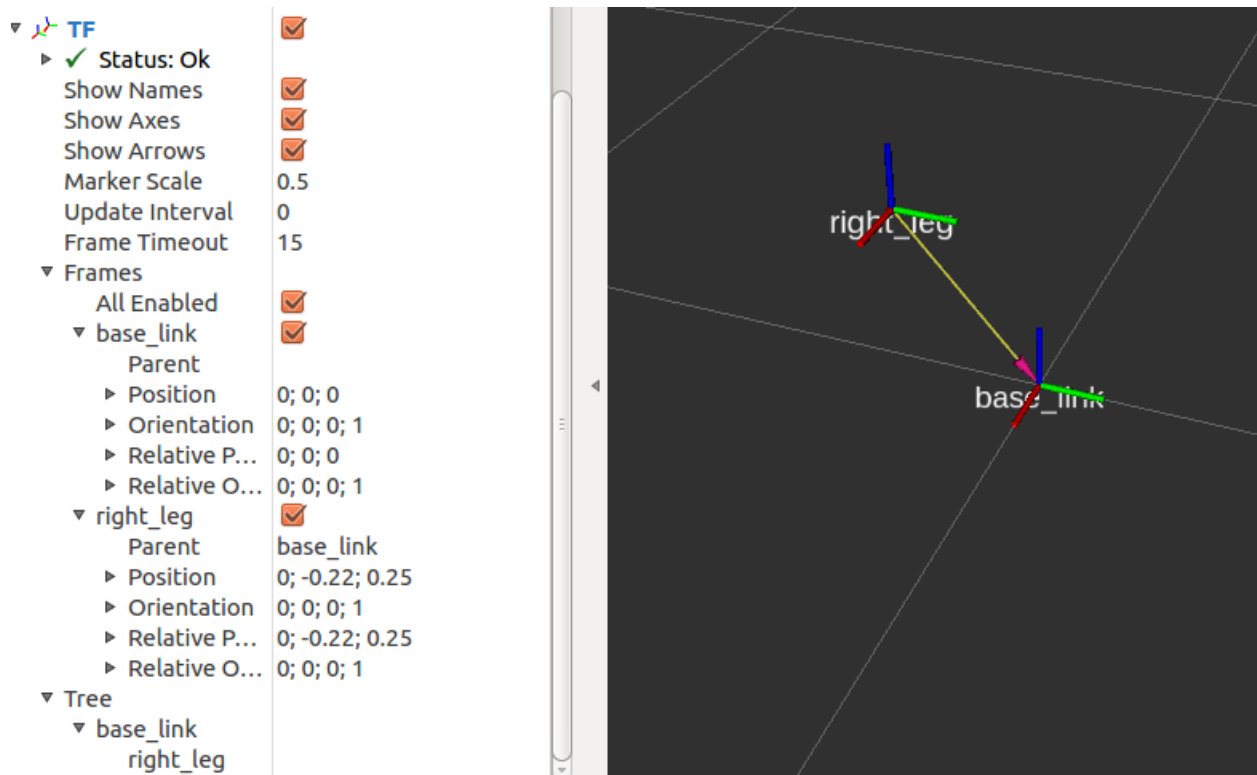 TF
Status: Ok
Show Names
Show Axes
Show Arrows
Marker Scale 0.5
Update Interval 0
Frame Timeout 15
Frames
All Enabled
base_link
Parent
Position 0; 0; 0
Orientation 0; 0; 0; 1
Relative P... 0; 0; 0
Relative O... 0; 0; 0; 1
right_leg
Parent base_link
Position 0; -0.22; 0.25
Orientation 0; 0; 0; 1
Relative P... 0; -0.22; 0.25
Relative O... 0; 0; 0; 1
Tree
base_link
right_leg
right_leg
base_link